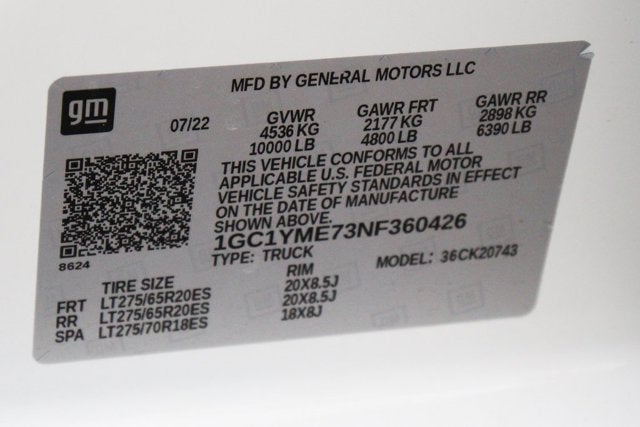 gm
MFD BY GENERAL MOTORS LLC
07/22
GVWR GAWR FRT GAWR RR
4536 KG 2177 KG 2898 KG
10000 LB 4800 LB 6390 LB
THIS VEHICLE CONFORMS TO ALL
APPLICABLE U.S. FEDERAL MOTOR
VEHICLE SAFETY STANDARDS IN EFFECT
ON THE DATE OF MANUFACTURE
SHOWN ABOVE.
1GC1YME73NF360426
8624
TYPE: TRUCK MODEL: 36CK20743
TIRE SIZE RIM
FRT LT275/65R20ES 20X8.5J
RR LT275/65R20ES 20X8.5J
SPA LT275/70R18ES 18X8J